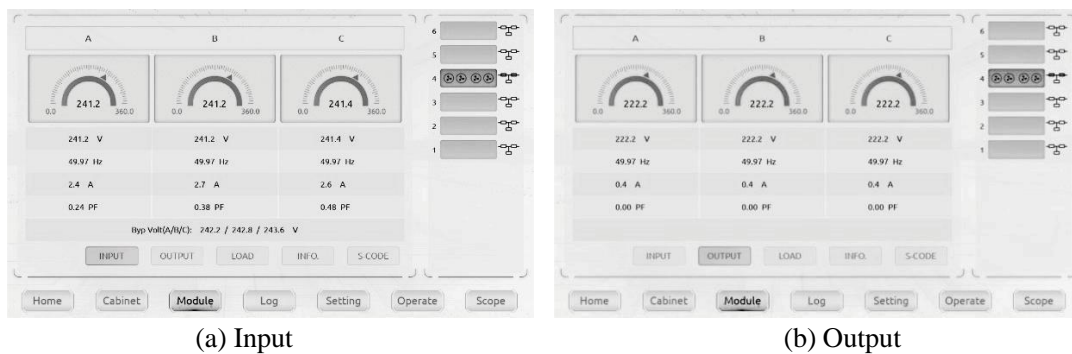 A B C
241.2 241.2 241.4
0.0 360.0 0.0 360.0 0.0 360.0
241.2 V 241.2 V 241.4 V
49.97 Hz 49.97 Hz 49.97 Hz
2.4 A 2.7 A 2.6 A
0.24 PF 0.38 PF 0.48 PF
Byp Volt(A/B/C): 242.2 / 242.8 / 243.6 V
INPUT OUTPUT LOAD INFO. S-CODE
6
5
4
3
2
1
Home Cabinet Module Log Setting Operate Scope
(a) Input
A B C
222.2 222.2 222.2
0.0 360.0 0.0 360.0 0.0 360.0
222.2 V 222.2 V 222.2 V
49.97 Hz 49.97 Hz 49.97 Hz
0.4 A 0.4 A 0.4 A
0.00 PF 0.00 PF 0.00 PF
INPUT OUTPUT LOAD INFO. S-CODE
6
5
4
3
2
1
Home Cabinet Module Log Setting Operate Scope
(b) Output